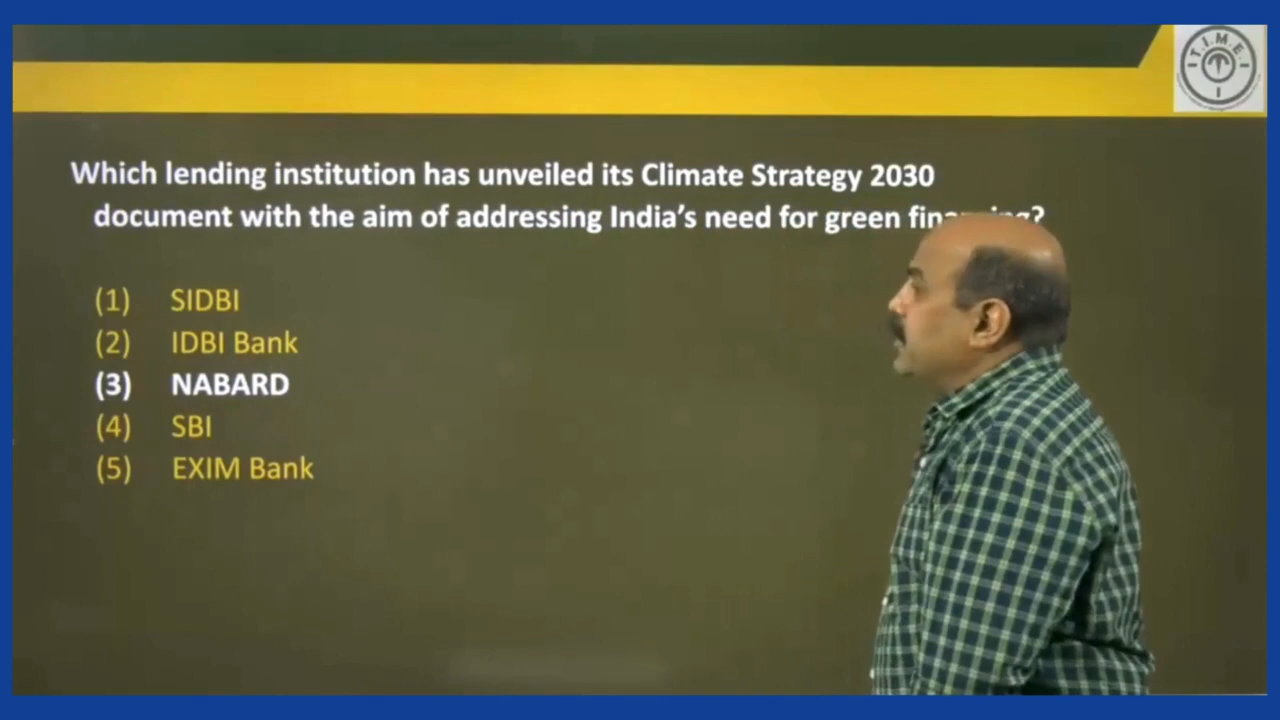 T.I.M.E.
Which lending institution has unveiled its Climate Strategy 2030
document with the aim of addressing India's need for green financing?
(1) SIDBI
(2) IDBI Bank
(3) NABARD
(4) SBI
(5) EXIM Bank